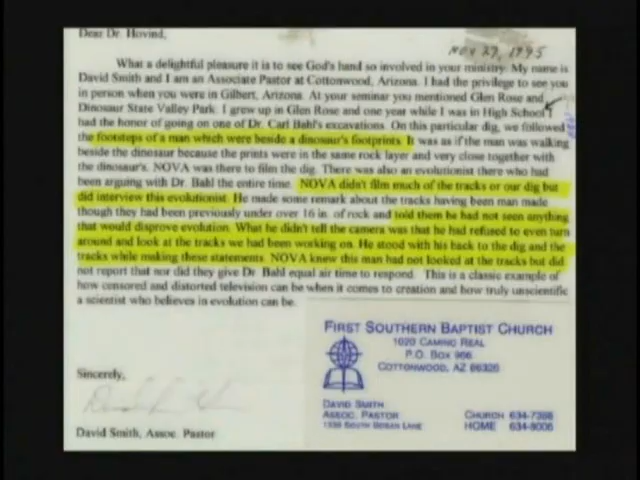 Dear Dr. Hovind,
Nov 27, 1995
What a delightful pleasure it is to see God's hand so involved in your ministry. My name is
David Smith and I am an Associate Pastor at Cottonwood, Arizona. I had the privilege to see you
in person when you were in Gilbert, Arizona. At your seminar you mentioned Glen Rose and
Dinosaur State Valley Park. I grew up in Glen Rose and one year while I was in High School I
had the honor of going on one of Dr. Carl Bahl's excavations. On this particular dig, we followed
the footsteps of a man which were beside a dinosaur's footprints. It was as if the man was walking
beside the dinosaur because the prints were in the same rock layer and very close together with
the dinosaur's. NOVA was there to film the dig. There was also an evolutionist there who had
been arguing with Dr. Bahl the entire time. NOVA didn't film much of the tracks or our dig but
did interview this evolutionist. He made some remark about the tracks having been man made
though they had been previously under over 16 in. of rock and told them he had not seen anything
that would disprove evolution. What he didn't tell the camera was that he had refused to even turn
around and look at the tracks we had been working on. He stood with his back to the dig and the
tracks while making these statements. NOVA knew this man had not looked at the tracks but did
not report that nor did they give Dr. Bahl equal air time to respond. This is a classic example of
how censored and distorted television can be when it comes to creation and how truly unscientific
a scientist who believes in evolution can be.
Sincerely,
David Smith, Assoc. Pastor
First Southern Baptist Church
1020 Camino Real
P.O. Box 966
Cottonwood, AZ 86326
David Smith
Assoc. Pastor
Church 634-7388
Home